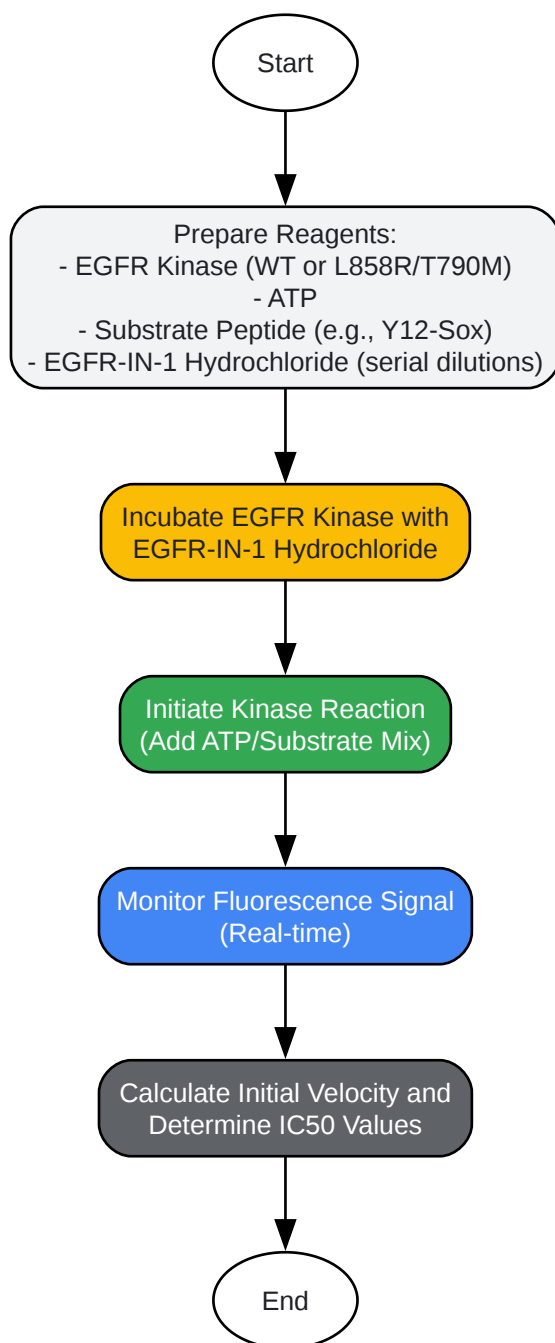 Start
Prepare Reagents:
- EGFR Kinase (WT or L858R/T790M)
- ATP
- Substrate Peptide (e.g., Y12-Sox)
- EGFR-IN-1 Hydrochloride (serial dilutions)
Incubate EGFR Kinase with
EGFR-IN-1 Hydrochloride
Initiate Kinase Reaction
(Add ATP/Substrate Mix)
Monitor Fluorescence Signal
(Real-time)
Calculate Initial Velocity and
Determine IC50 Values
End